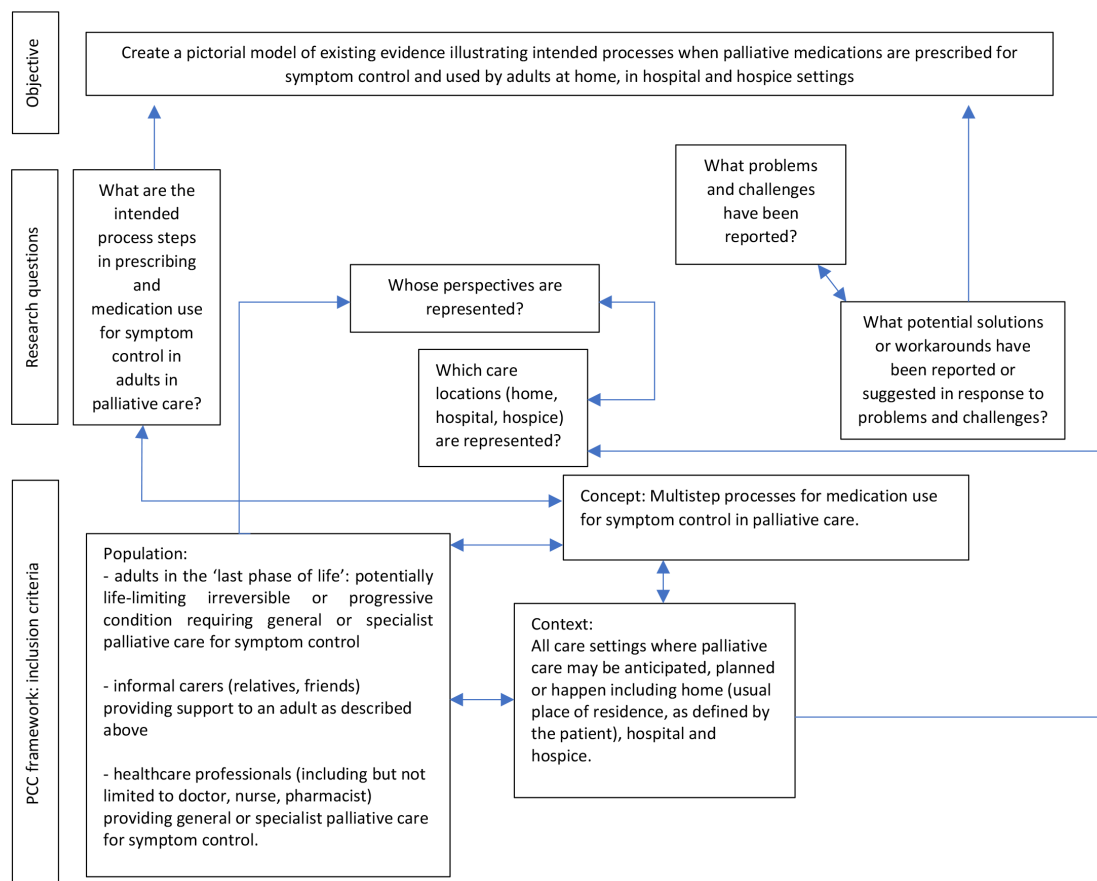 Objective
Create a pictorial model of existing evidence illustrating intended processes when palliative medications are prescribed for
symptom control and used by adults at home, in hospital and hospice settings
Research questions
What are the
intended
process steps
in prescribing
and
medication use
for symptom
control in
adults in
palliative care?
Whose perspectives are
represented?
Which care
locations (home,
hospital, hospice)
are represented?
What problems
and challenges
have been
reported?
What potential solutions
or workarounds have
been reported or
suggested in response to
problems and challenges?
PCC framework: inclusion criteria
Concept: Multistep processes for medication use
for symptom control in palliative care.
Population:
- adults in the ‘last phase of life’: potentially
life-limiting irreversible or progressive
condition requiring general or specialist
palliative care for symptom control
- informal carers (relatives, friends)
providing support to an adult as described
above
- healthcare professionals (including but not
limited to doctor, nurse, pharmacist)
providing general or specialist palliative care
for symptom control.
Context:
All care settings where palliative
care may be anticipated, planned
or happen including home (usual
place of residence, as defined by
the patient), hospital and
hospice.